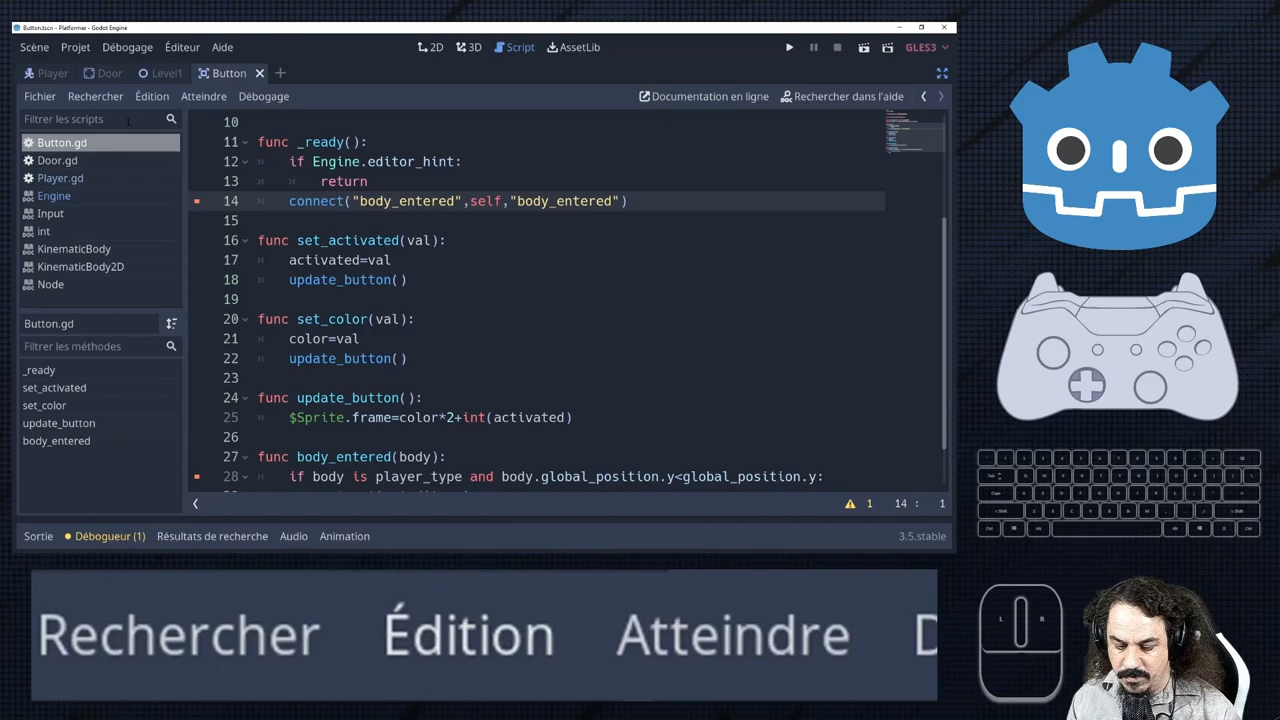 Button.tscn - Platformer - Godot Engine
Scène Projet Débogage Éditeur Aide
2D 3D Script AssetLib
GLES3
Player Door Level1 Button
Fichier Rechercher Édition Atteindre Débogage
Documentation en ligne Rechercher dans l'aide
Filtrer les scripts
Button.gd
Door.gd
Player.gd
Engine
Input
int
KinematicBody
KinematicBody2D
Node
Button.gd
Filtrer les méthodes
_ready
set_activated
set_color
update_button
body_entered
10
11 func _ready():
12 if Engine.editor_hint:
13 return
14 connect("body_entered",self,"body_entered")
15
16 func set_activated(val):
17 activated=val
18 update_button()
19
20 func set_color(val):
21 color=val
22 update_button()
23
24 func update_button():
25 $Sprite.frame=color*2+int(activated)
26
27 func body_entered(body):
28 if body is player_type and body.global_position.y<global_position.y:
1 14 : 1
Sortie Débogueur (1) Résultats de recherche Audio Animation
3.5.stable
Rechercher Édition Atteindre D
L R